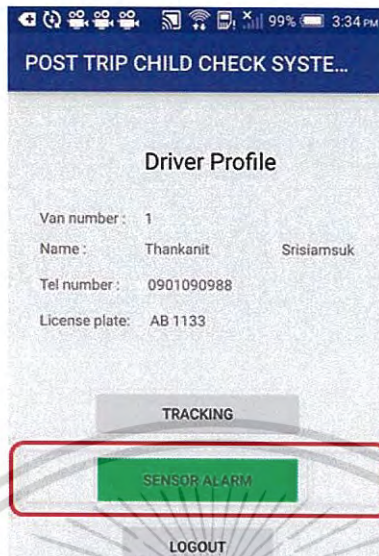 99% 3:34 PM
POST TRIP CHILD CHECK SYSTE...
Driver Profile
Van number : 1
Name : Thankanit Srisiamsuk
Tel number : 0901090988
License plate: AB 1133
TRACKING
SENSOR ALARM
LOGOUT